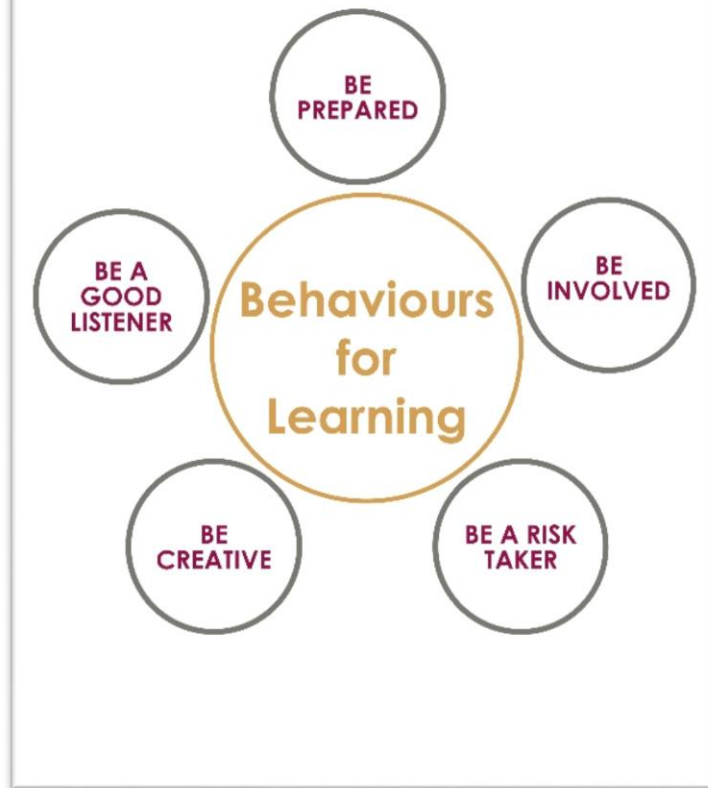 BE
PREPARED
BE A
GOOD
LISTENER
BE
INVOLVED
Behaviours
for
Learning
BE
CREATIVE
BE A RISK
TAKER